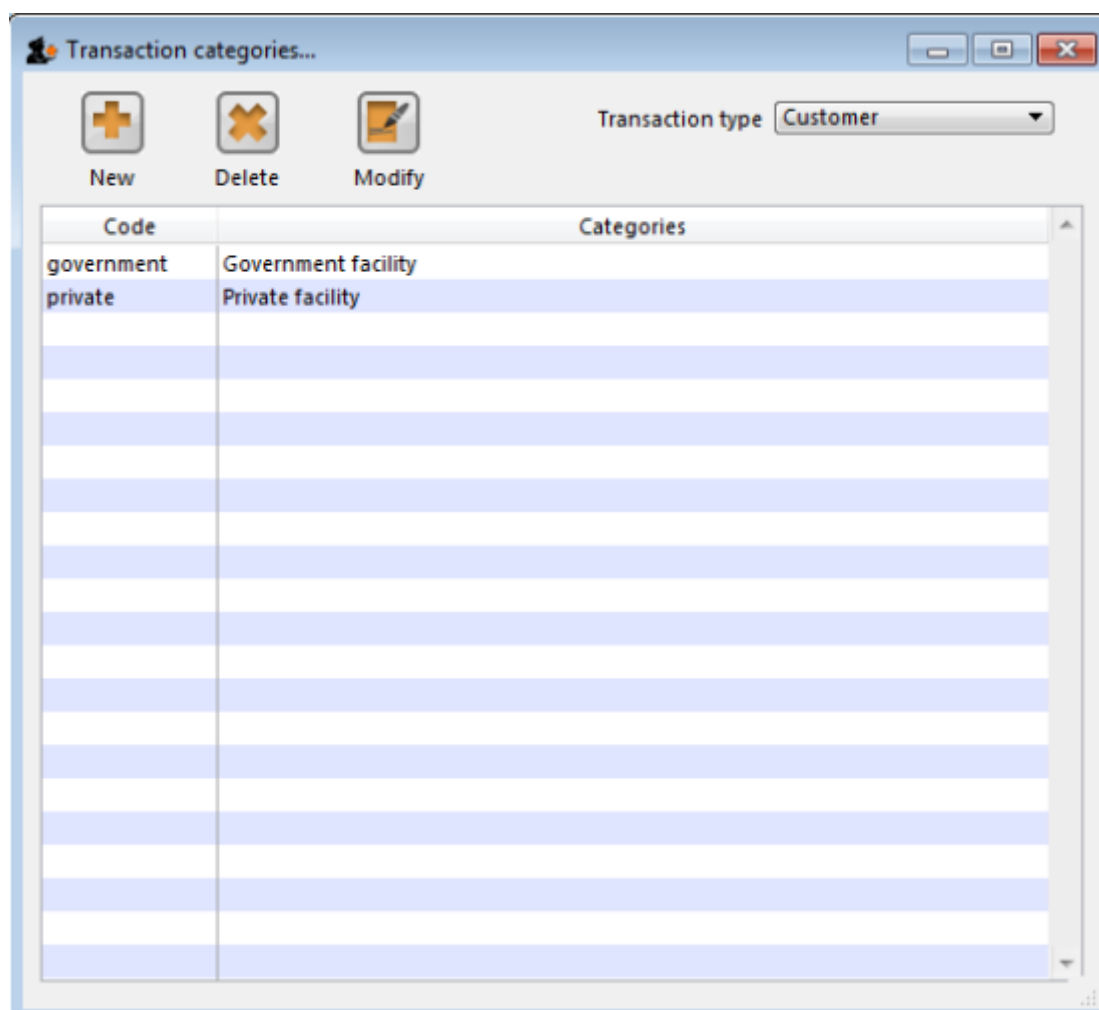 Transaction categories...
Transaction type Customer
New Delete Modify
Code Categories
government Government facility
private Private facility